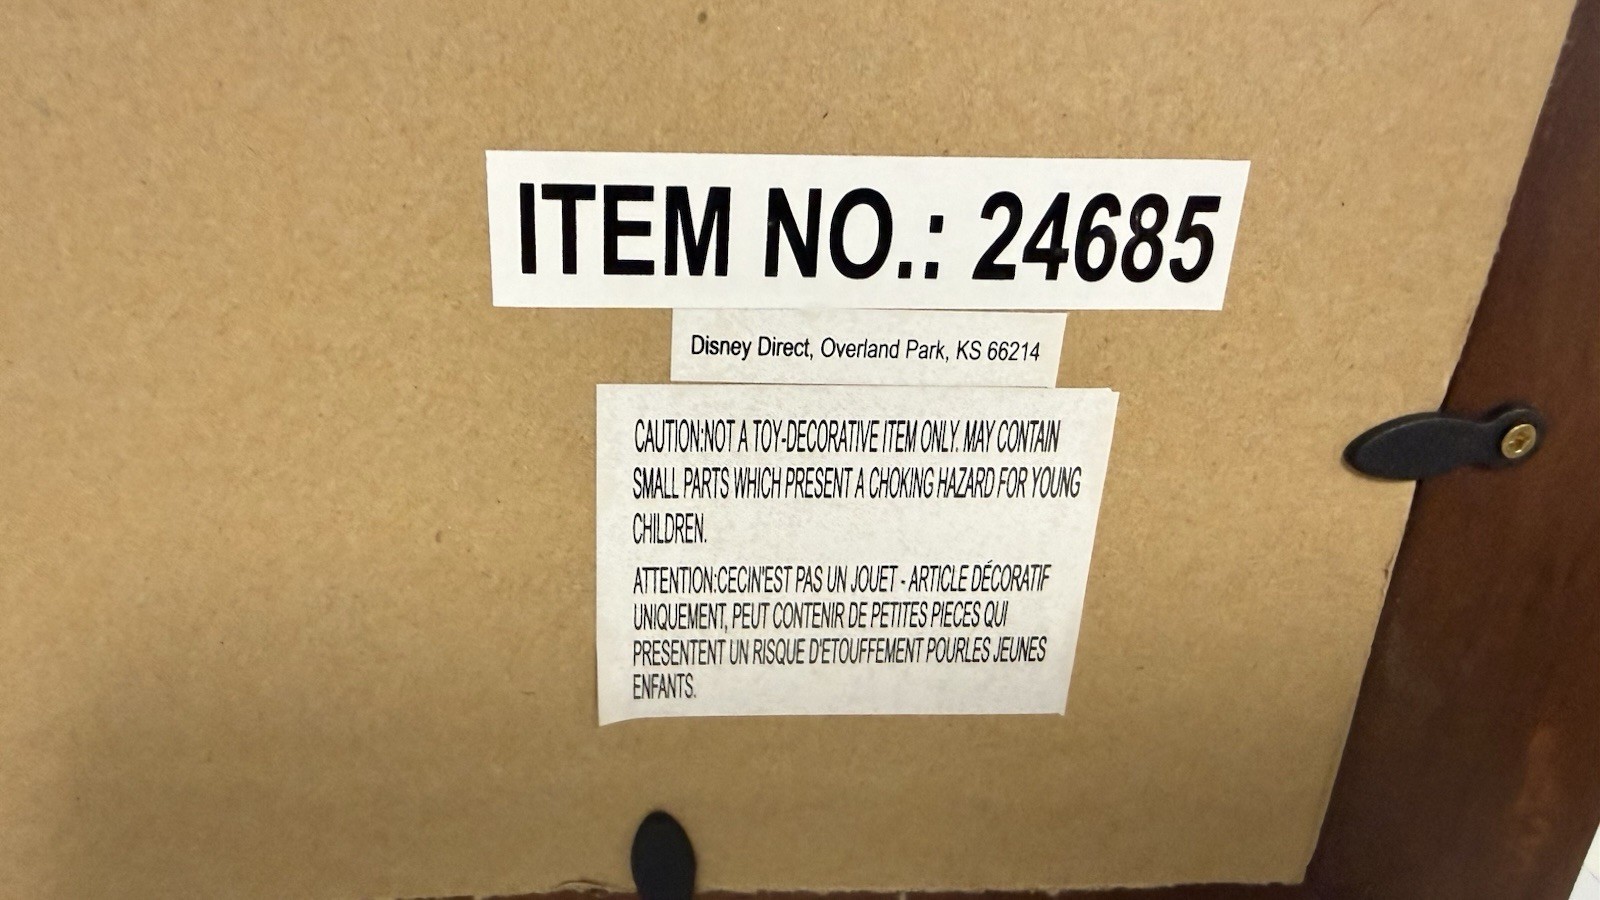 ITEM NO.: 24685
Disney Direct, Overland Park, KS 66214
CAUTION:NOT A TOY-DECORATIVE ITEM ONLY. MAY CONTAIN
SMALL PARTS WHICH PRESENT A CHOKING HAZARD FOR YOUNG
CHILDREN.
ATTENTION:CECIN'EST PAS UN JOUET - ARTICLE DÉCORATIF
UNIQUEMENT, PEUT CONTENIR DE PETITES PIECES QUI
PRESENTENT UN RISQUE D'ETOUFFEMENT POURLES JEUNES
ENFANTS.